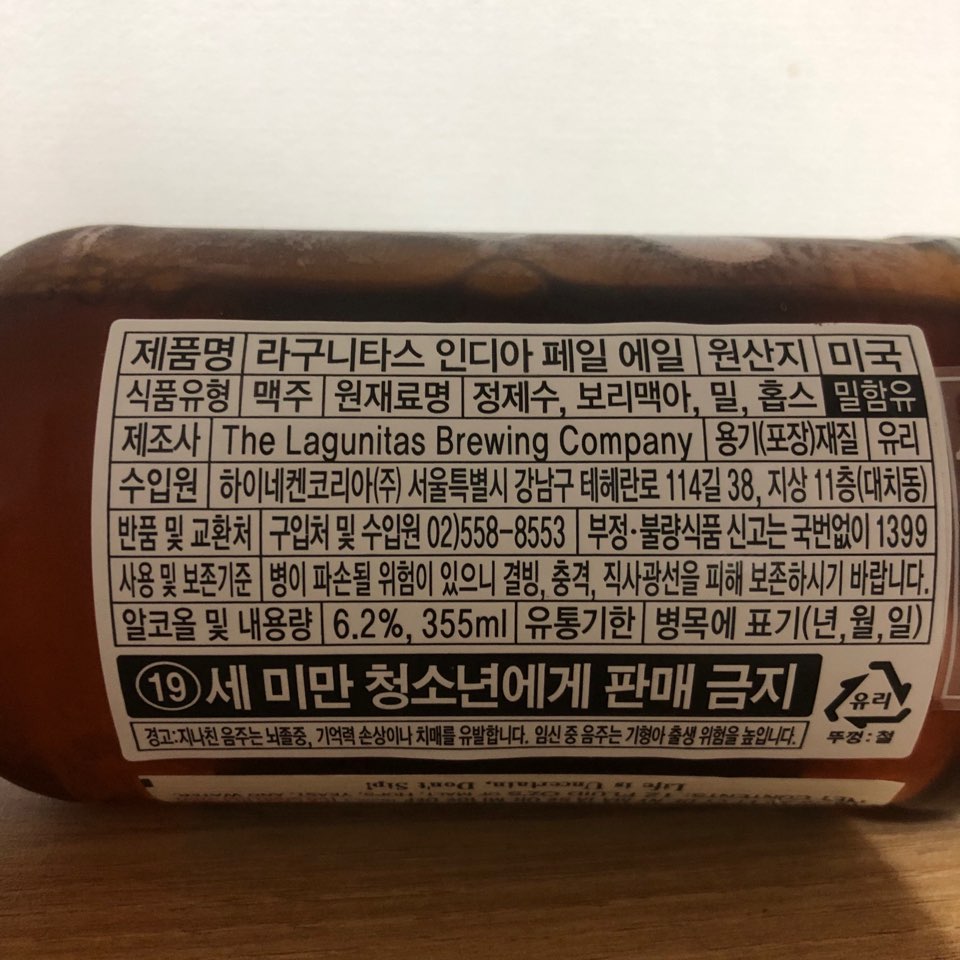 제품명 라구니타스 인디아 페일 에일 원산지 미국
식품유형 맥주 원재료명 정제수, 보리맥아, 밀, 홉스 밀함유
제조사 The Lagunitas Brewing Company 용기(포장)재질 유리
수입원 하이네켄코리아(주) 서울특별시 강남구 테헤란로 114길 38, 지상 11층(대치동)
반품 및 교환처 구입처 및 수입원 02)558-8553 부정·불량식품 신고는 국번없이 1399
사용 및 보존기준 병이 파손될 위험이 있으니 결빙, 충격, 직사광선을 피해 보존하시기 바랍니다.
알코올 및 내용량 6.2%, 355ml 유통기한 병목에 표기(년,월,일)
19세 미만 청소년에게 판매 금지
유리
뚜껑:철
경고:지나친 음주는 뇌졸중, 기억력 손상이나 치매를 유발합니다. 임신 중 음주는 기형아 출생 위험을 높입니다.
Life is Uncertain, Don't Sip!